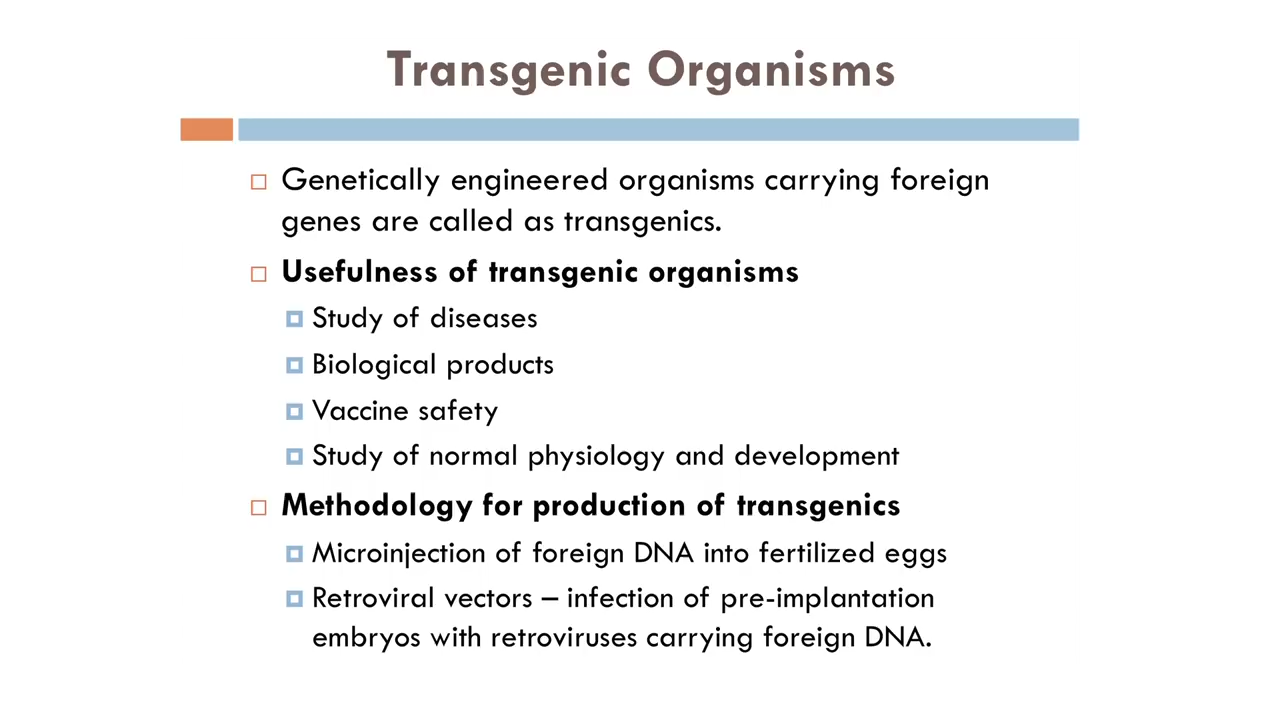 Transgenic Organisms
Genetically engineered organisms carrying foreign
genes are called as transgenics.
Usefulness of transgenic organisms
Study of diseases
Biological products
Vaccine safety
Study of normal physiology and development
Methodology for production of transgenics
Microinjection of foreign DNA into fertilized eggs
Retroviral vectors – infection of pre-implantation
embryos with retroviruses carrying foreign DNA.